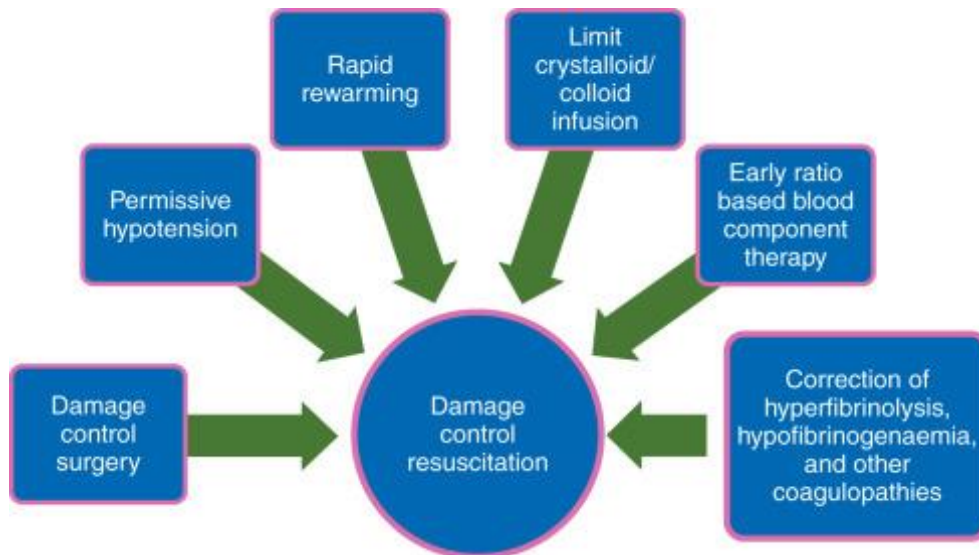 Damage
control
surgery
Permissive
hypotension
Rapid
rewarming
Limit
crystalloid/
colloid
infusion
Early ratio
based blood
component
therapy
Correction of
hyperfibrinolysis,
hypofibrinogenaemia,
and other
coagulopathies
Damage
control
resuscitation